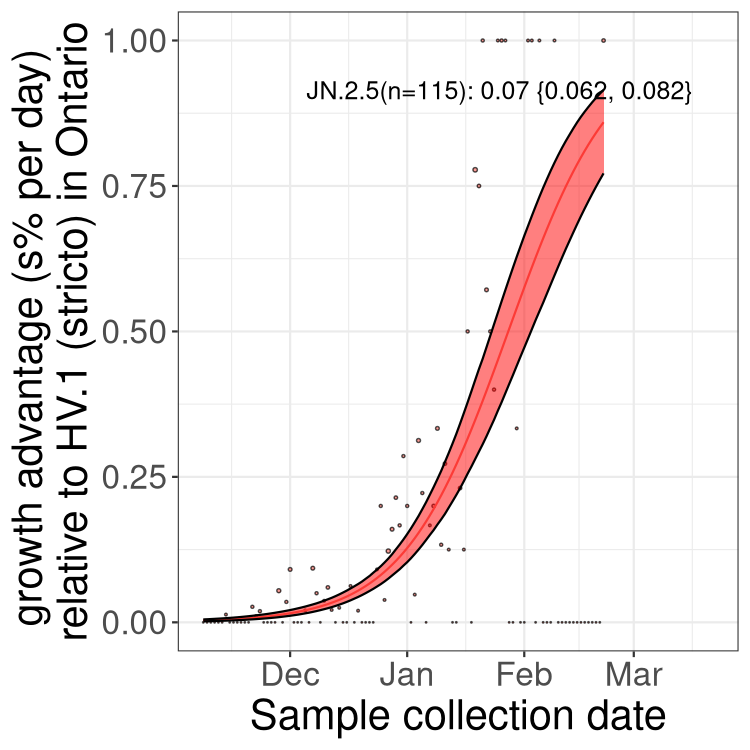 growth advantage (s% per day)
relative to HV.1 (stricto) in Ontario
1.00
0.75
0.50
0.25
0.00
JN.2.5(n=115): 0.07 {0.062, 0.082}
Dec Jan Feb Mar
Sample collection date